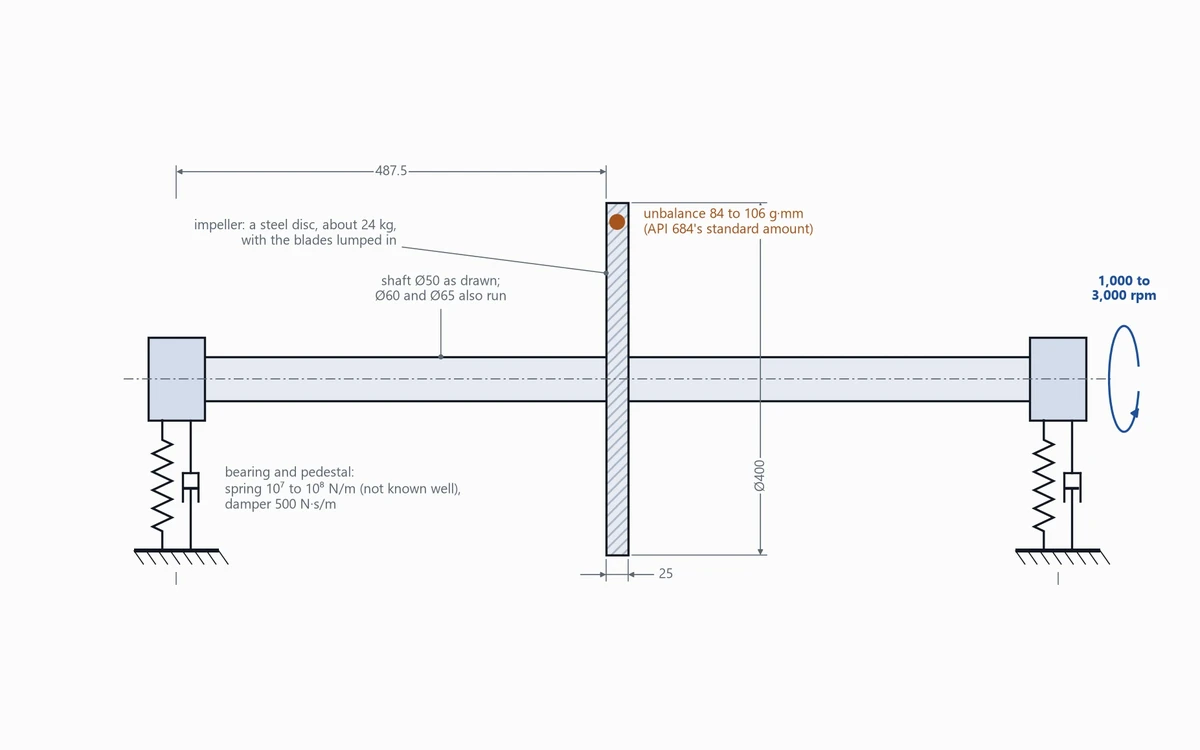 487.5
impeller: a steel disc, about 24 kg,
with the blades lumped in
unbalance 84 to 106 g·mm
(API 684's standard amount)
shaft Ø50 as drawn;
Ø60 and Ø65 also run
1,000 to
3,000 rpm
bearing and pedestal:
spring 10⁷ to 10⁸ N/m (not known well),
damper 500 N·s/m
Ø400
25